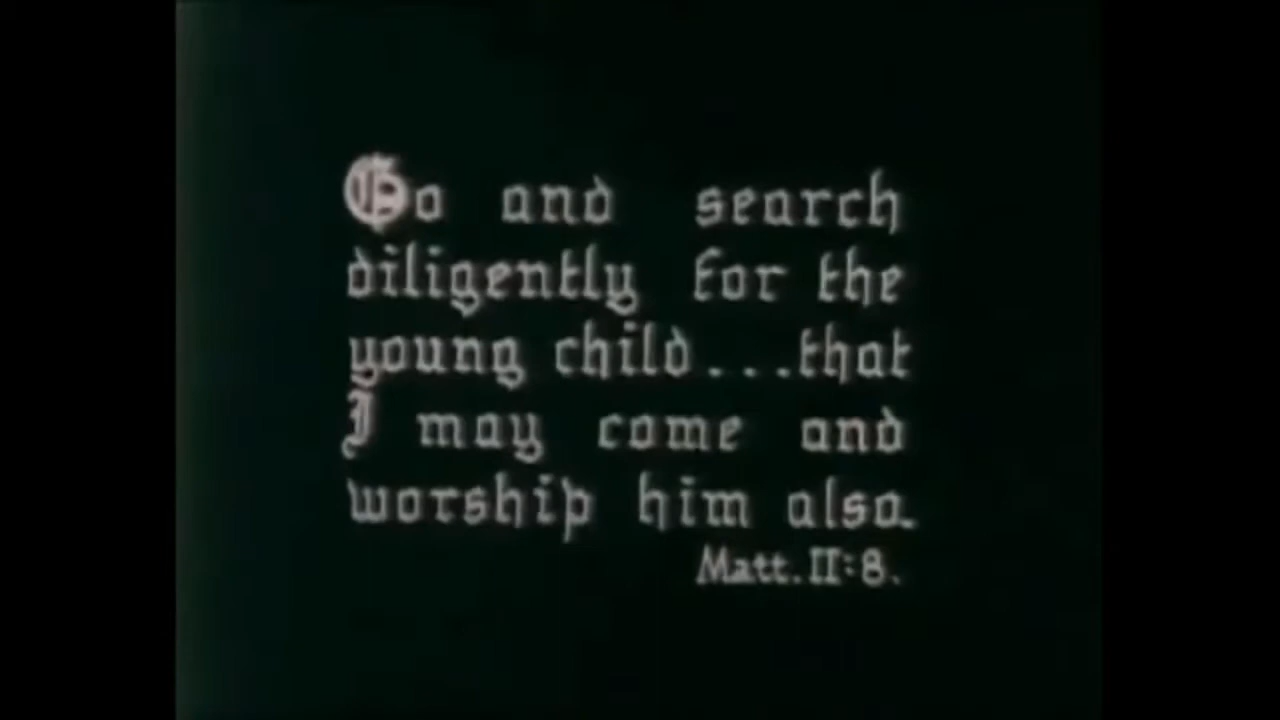 Go and search
diligently for the
young child...that
I may come and
worship him also.
Matt. II:8.